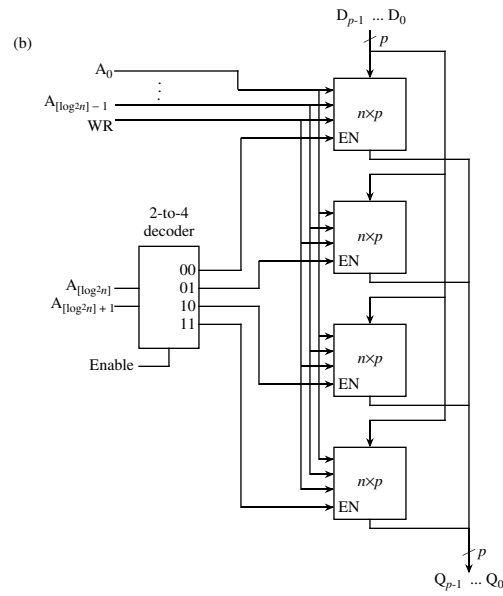 D_{p-1} ... D_0
p
(b)
A_0
⋮
A_{[log2n]-1}
WR
n×p
EN
2-to-4
decoder
n×p
EN
00
01
10
11
A_{[log2n]}
A_{[log2n]+1}
Enable
n×p
EN
n×p
EN
p
Q_{p-1} ... Q_0